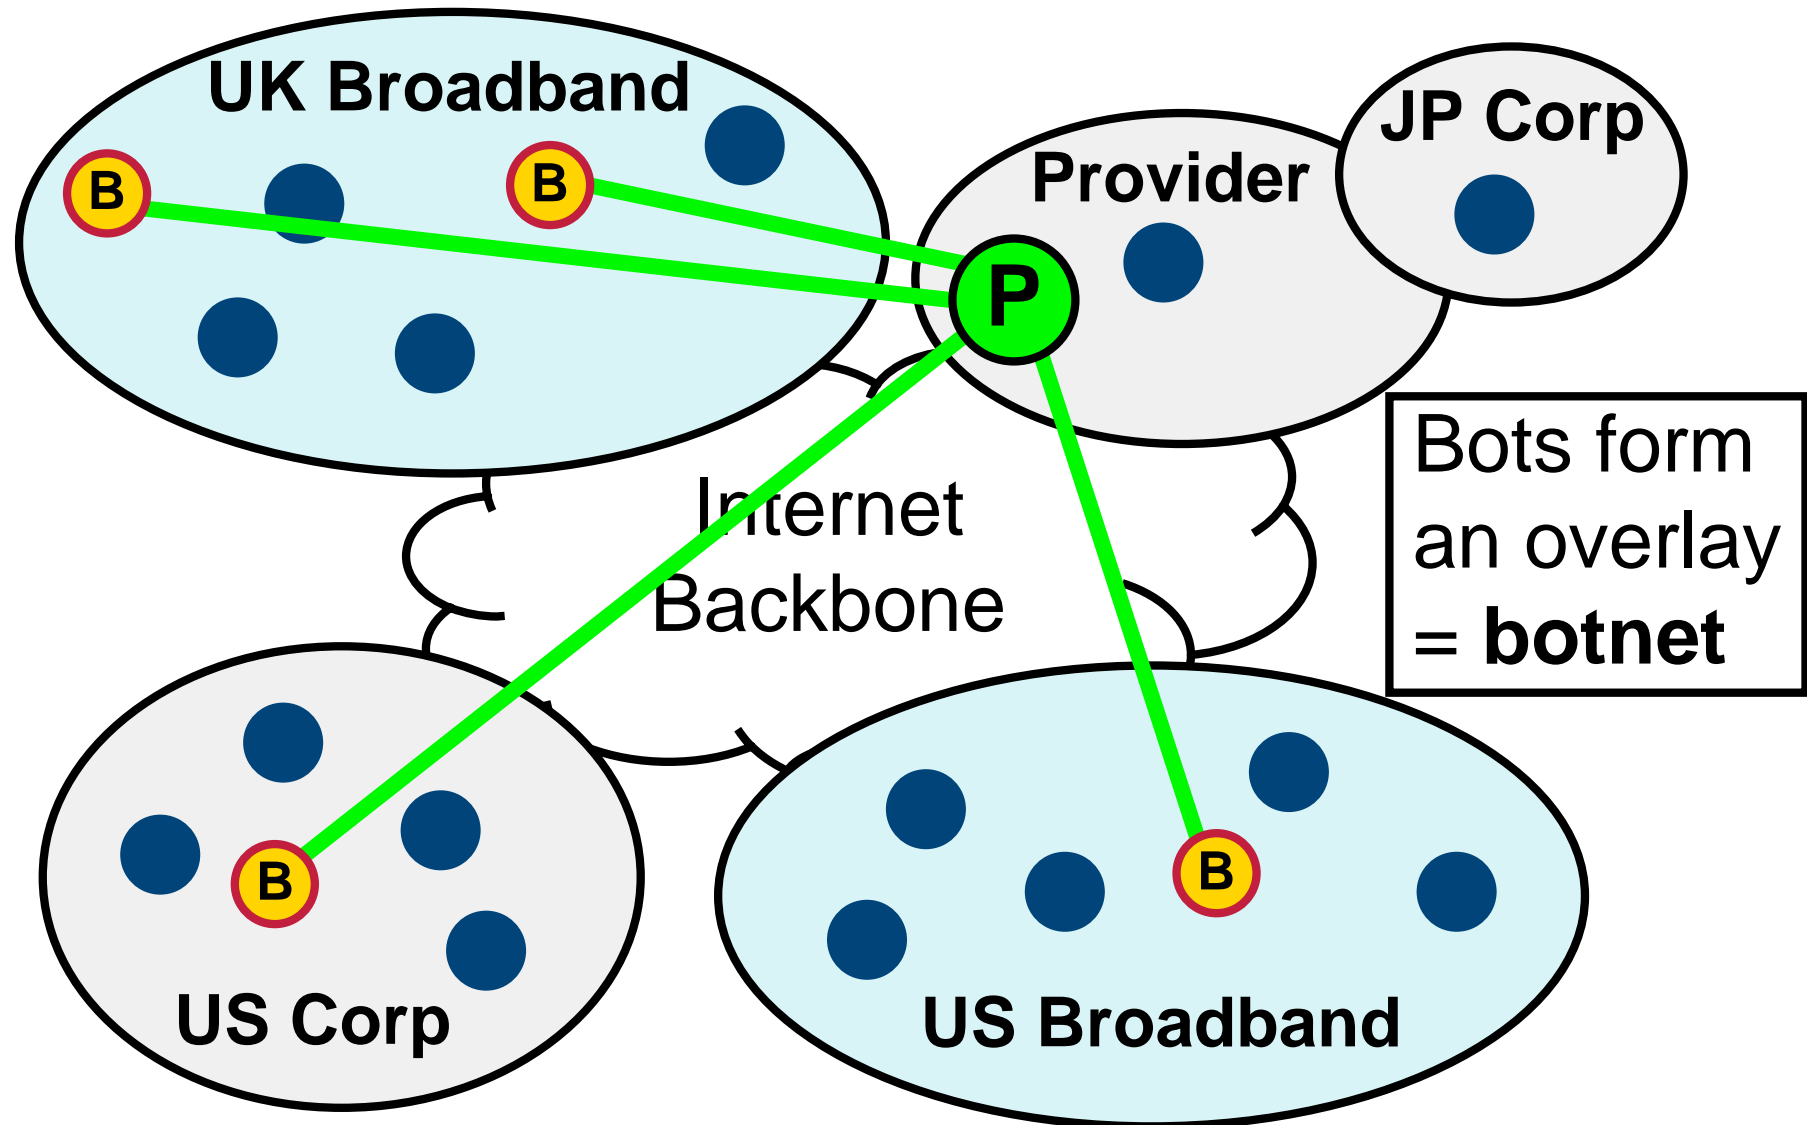 UK Broadband
JP Corp
Provider
B
B
P
Internet
Backbone
Bots form
an overlay
= botnet
B
B
US Corp
US Broadband